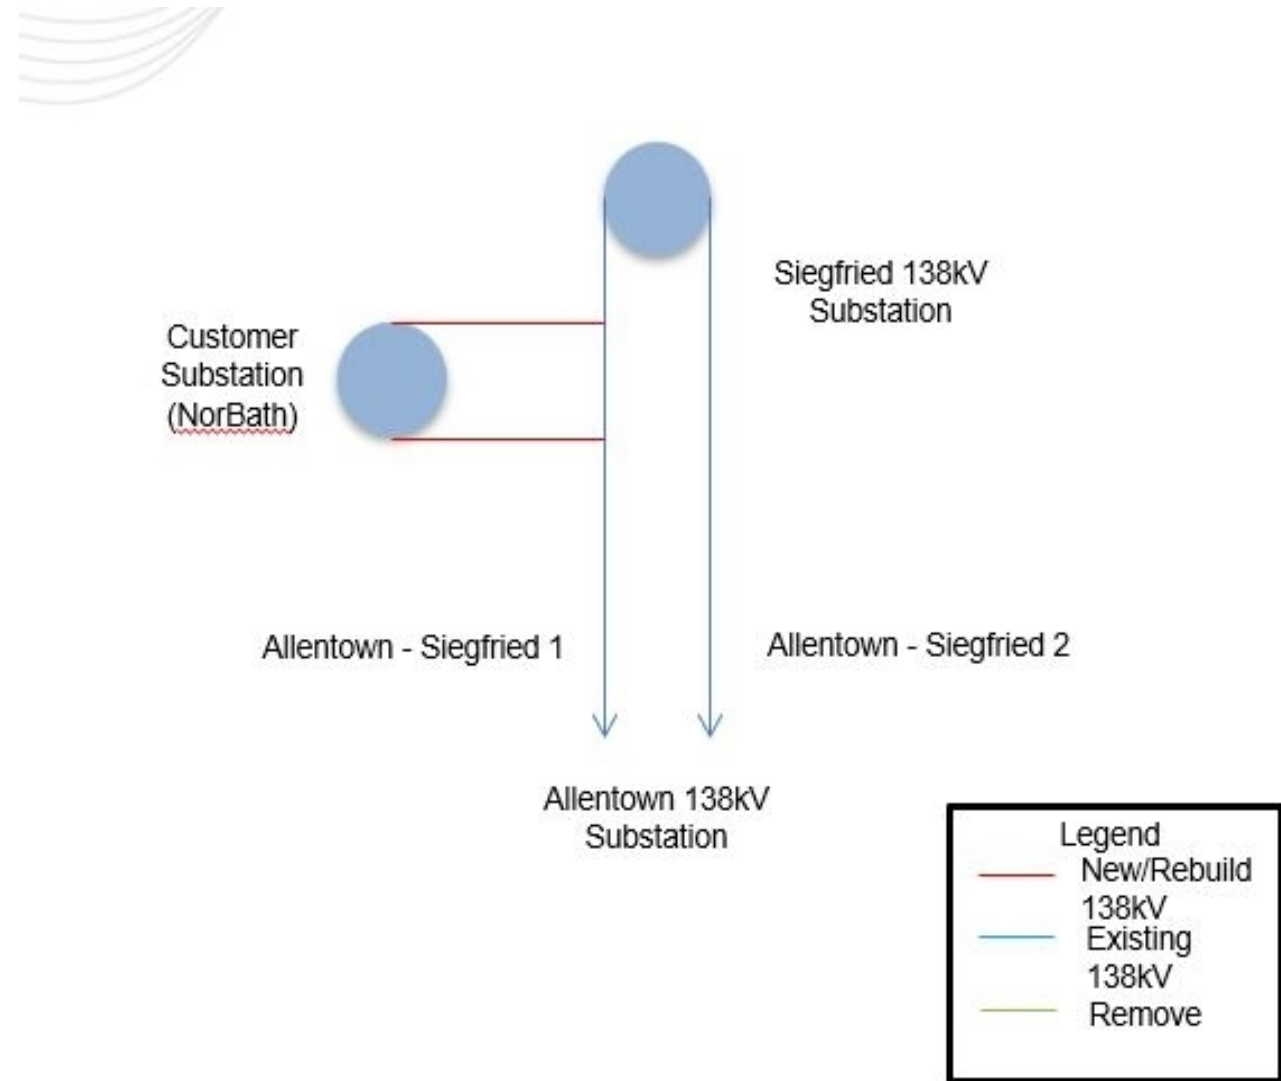 Siegfried 138kV
Substation
Customer
Substation
(NorBath)
Allentown - Siegfried 1
Allentown - Siegfried 2
Allentown 138kV
Substation
Legend
New/Rebuild
138kV
Existing
138kV
Remove